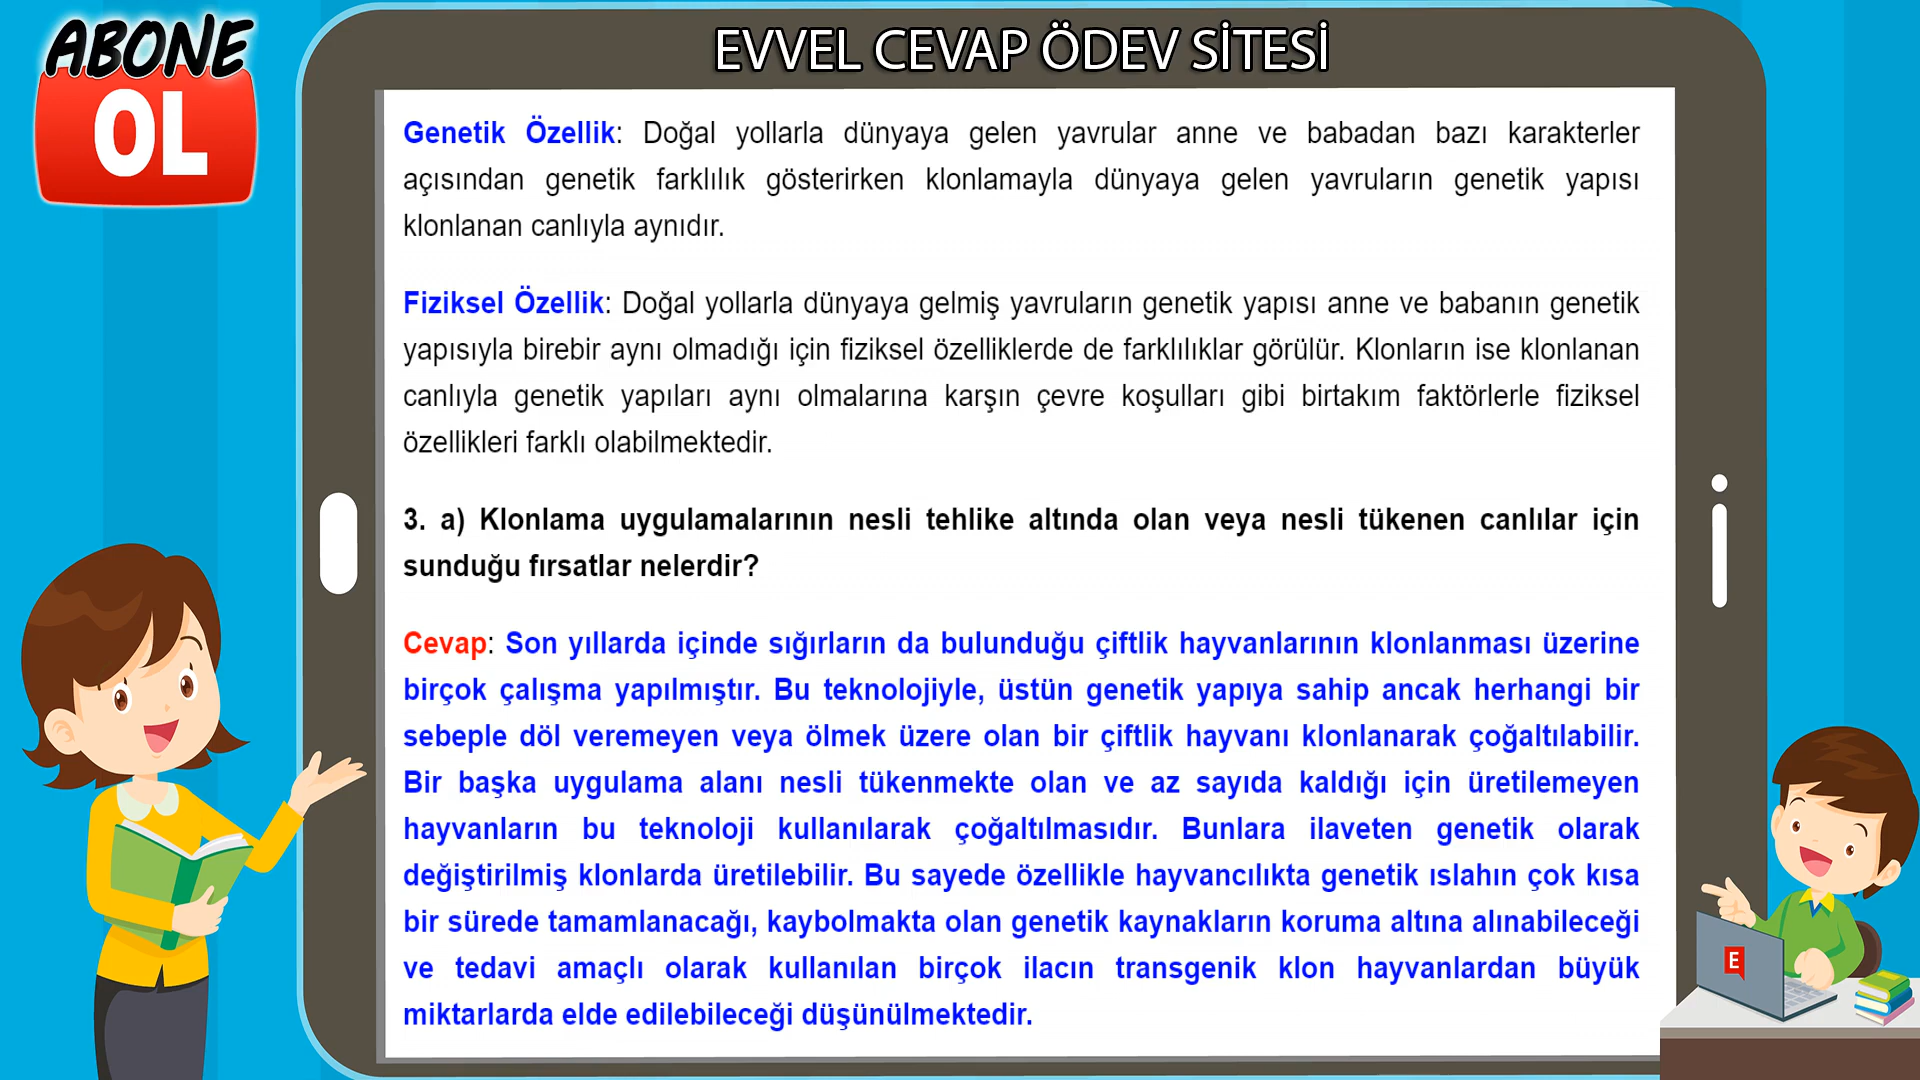 ABONE
OL
EVVEL CEVAP ÖDEV SİTESİ
Genetik Özellik: Doğal yollarla dünyaya gelen yavrular anne ve babadan bazı karakterler
açısından genetik farklılık gösterirken klonlamayla dünyaya gelen yavruların genetik yapısı
klonlanan canlıyla aynıdır.
Fiziksel Özellik: Doğal yollarla dünyaya gelmiş yavruların genetik yapısı anne ve babanın genetik
yapısıyla birebir aynı olmadığı için fiziksel özelliklerde de farklılıklar görülür. Klonların ise klonlanan
canlıyla genetik yapıları aynı olmalarına karşın çevre koşulları gibi birtakım faktörlerle fiziksel
özellikleri farklı olabilmektedir.
3. a) Klonlama uygulamalarının nesli tehlike altında olan veya nesli tükenen canlılar için
sunduğu fırsatlar nelerdir?
Cevap: Son yıllarda içinde sığırların da bulunduğu çiftlik hayvanlarının klonlanması üzerine
birçok çalışma yapılmıştır. Bu teknolojiyle, üstün genetik yapıya sahip ancak herhangi bir
sebeple döl veremeyen veya ölmek üzere olan bir çiftlik hayvanı klonlanarak çoğaltılabilir.
Bir başka uygulama alanı nesli tükenmekte olan ve az sayıda kaldığı için üretilemeyen
hayvanların bu teknoloji kullanılarak çoğaltılmasıdır. Bunlara ilaveten genetik olarak
değiştirilmiş klonlarda üretilebilir. Bu sayede özellikle hayvancılıkta genetik ıslahın çok kısa
bir sürede tamamlanacağı, kaybolmakta olan genetik kaynakların koruma altına alınabileceği
ve tedavi amaçlı olarak kullanılan birçok ilacın transgenik klon hayvanlardan büyük
miktarlarda elde edilebileceği düşünülmektedir.
E